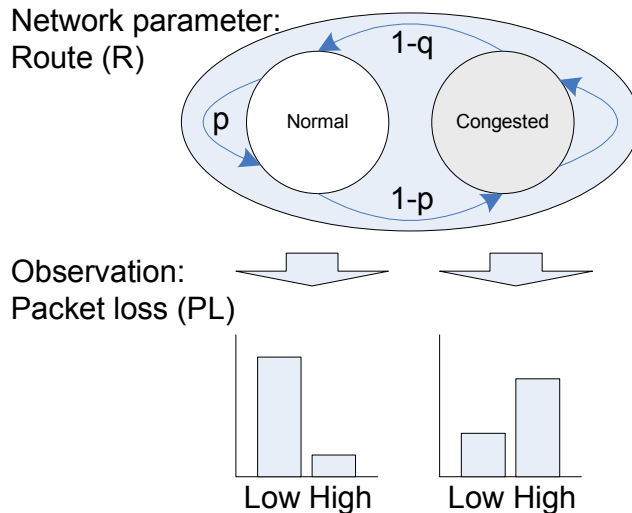 Network parameter:
Route (R)
1-q
p
Normal
Congested
1-p
Observation:
Packet loss (PL)
Low High
Low High